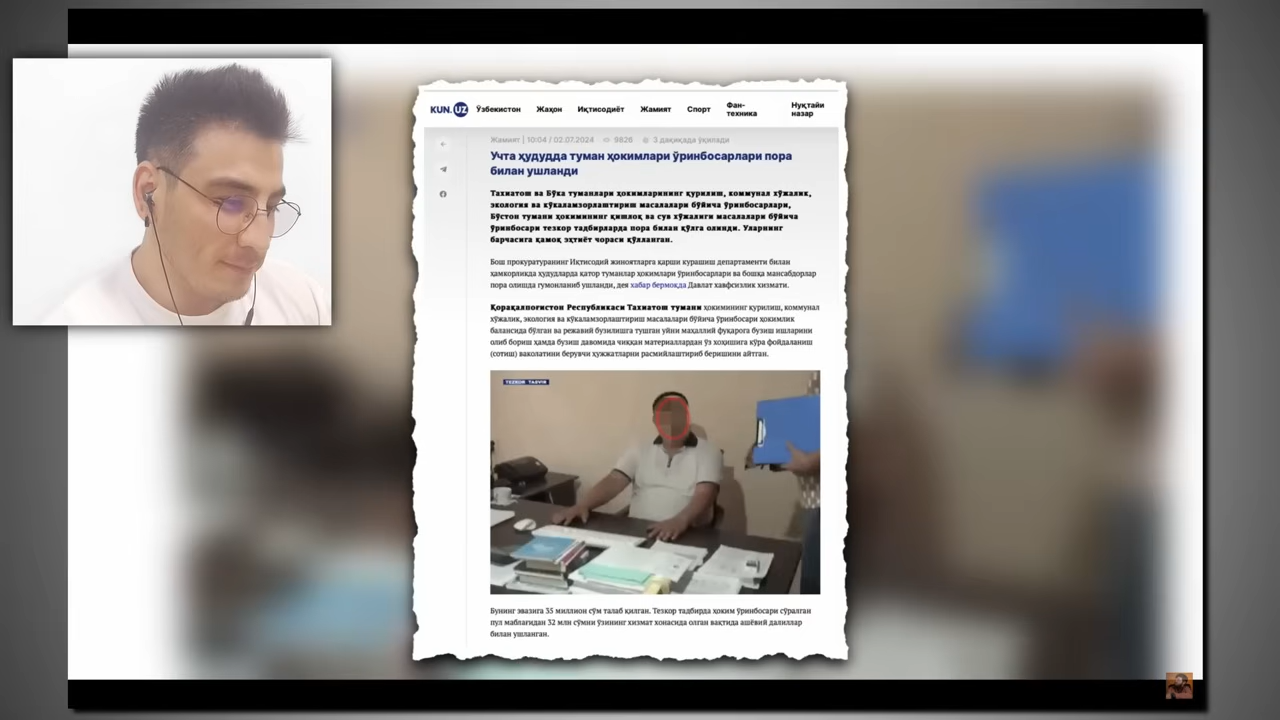 KUN.UZ Ўзбекистон Жаҳон Иқтисодиёт Жамият Спорт Фан-техника Нуқтайи назар
Жамият | 10:04 / 02.07.2024 9826 3 дақиқада ўқилади
Учта ҳудудда туман ҳокимлари ўринбосарлари пора
билан ушланди
Тахиатош ва Бўка туманлари ҳокимларининг қурилиш, коммунал хўжалик,
экология ва кўкаламзорлаштириш масалалари бўйича ўринбосарлари,
Бўстон тумани ҳокимининг қишлоқ ва сув хўжалиги масалалари бўйича
ўринбосари тезкор тадбирларда пора билан қўлга олинди. Уларнинг
барчасига қамоқ эҳтиёт чораси қўлланган.
Бош прокуратуранинг Иқтисодий жиноятларга қарши курашиш департаменти билан
ҳамкорликда ҳудудларда қатор туманлар ҳокимлари ўринбосарлари ва бошқа мансабдорлар
пора олишда гумонланиб ушланди, дея хабар бермоқда Давлат хавфсизлик хизмати.
Қорақалпоғистон Республикаси Тахиатош тумани ҳокимининг қурилиш, коммунал
хўжалик, экология ва кўкаламзорлаштириш масалалари бўйича ўринбосари ҳокимлик
балансида бўлган ва режавий бузилишга тушган уйни маҳаллий фуқарога бузиш ишларини
олиб бориш ҳамда бузиш давомида чиққан материаллардан ўз хоҳишига кўра фойдаланиш
(сотиш) ваколатини берувчи ҳужжатларни расмийлаштириб беришини айтган.
TEZKOR TASVIR
Бунинг эвазига 35 миллион сўм талаб қилган. Тезкор тадбирда ҳоким ўринбосари сўралган
пул маблағидан 32 млн сўмни ўзининг хизмат хонасида олган вақтида ашёвий далиллар
билан ушланган.